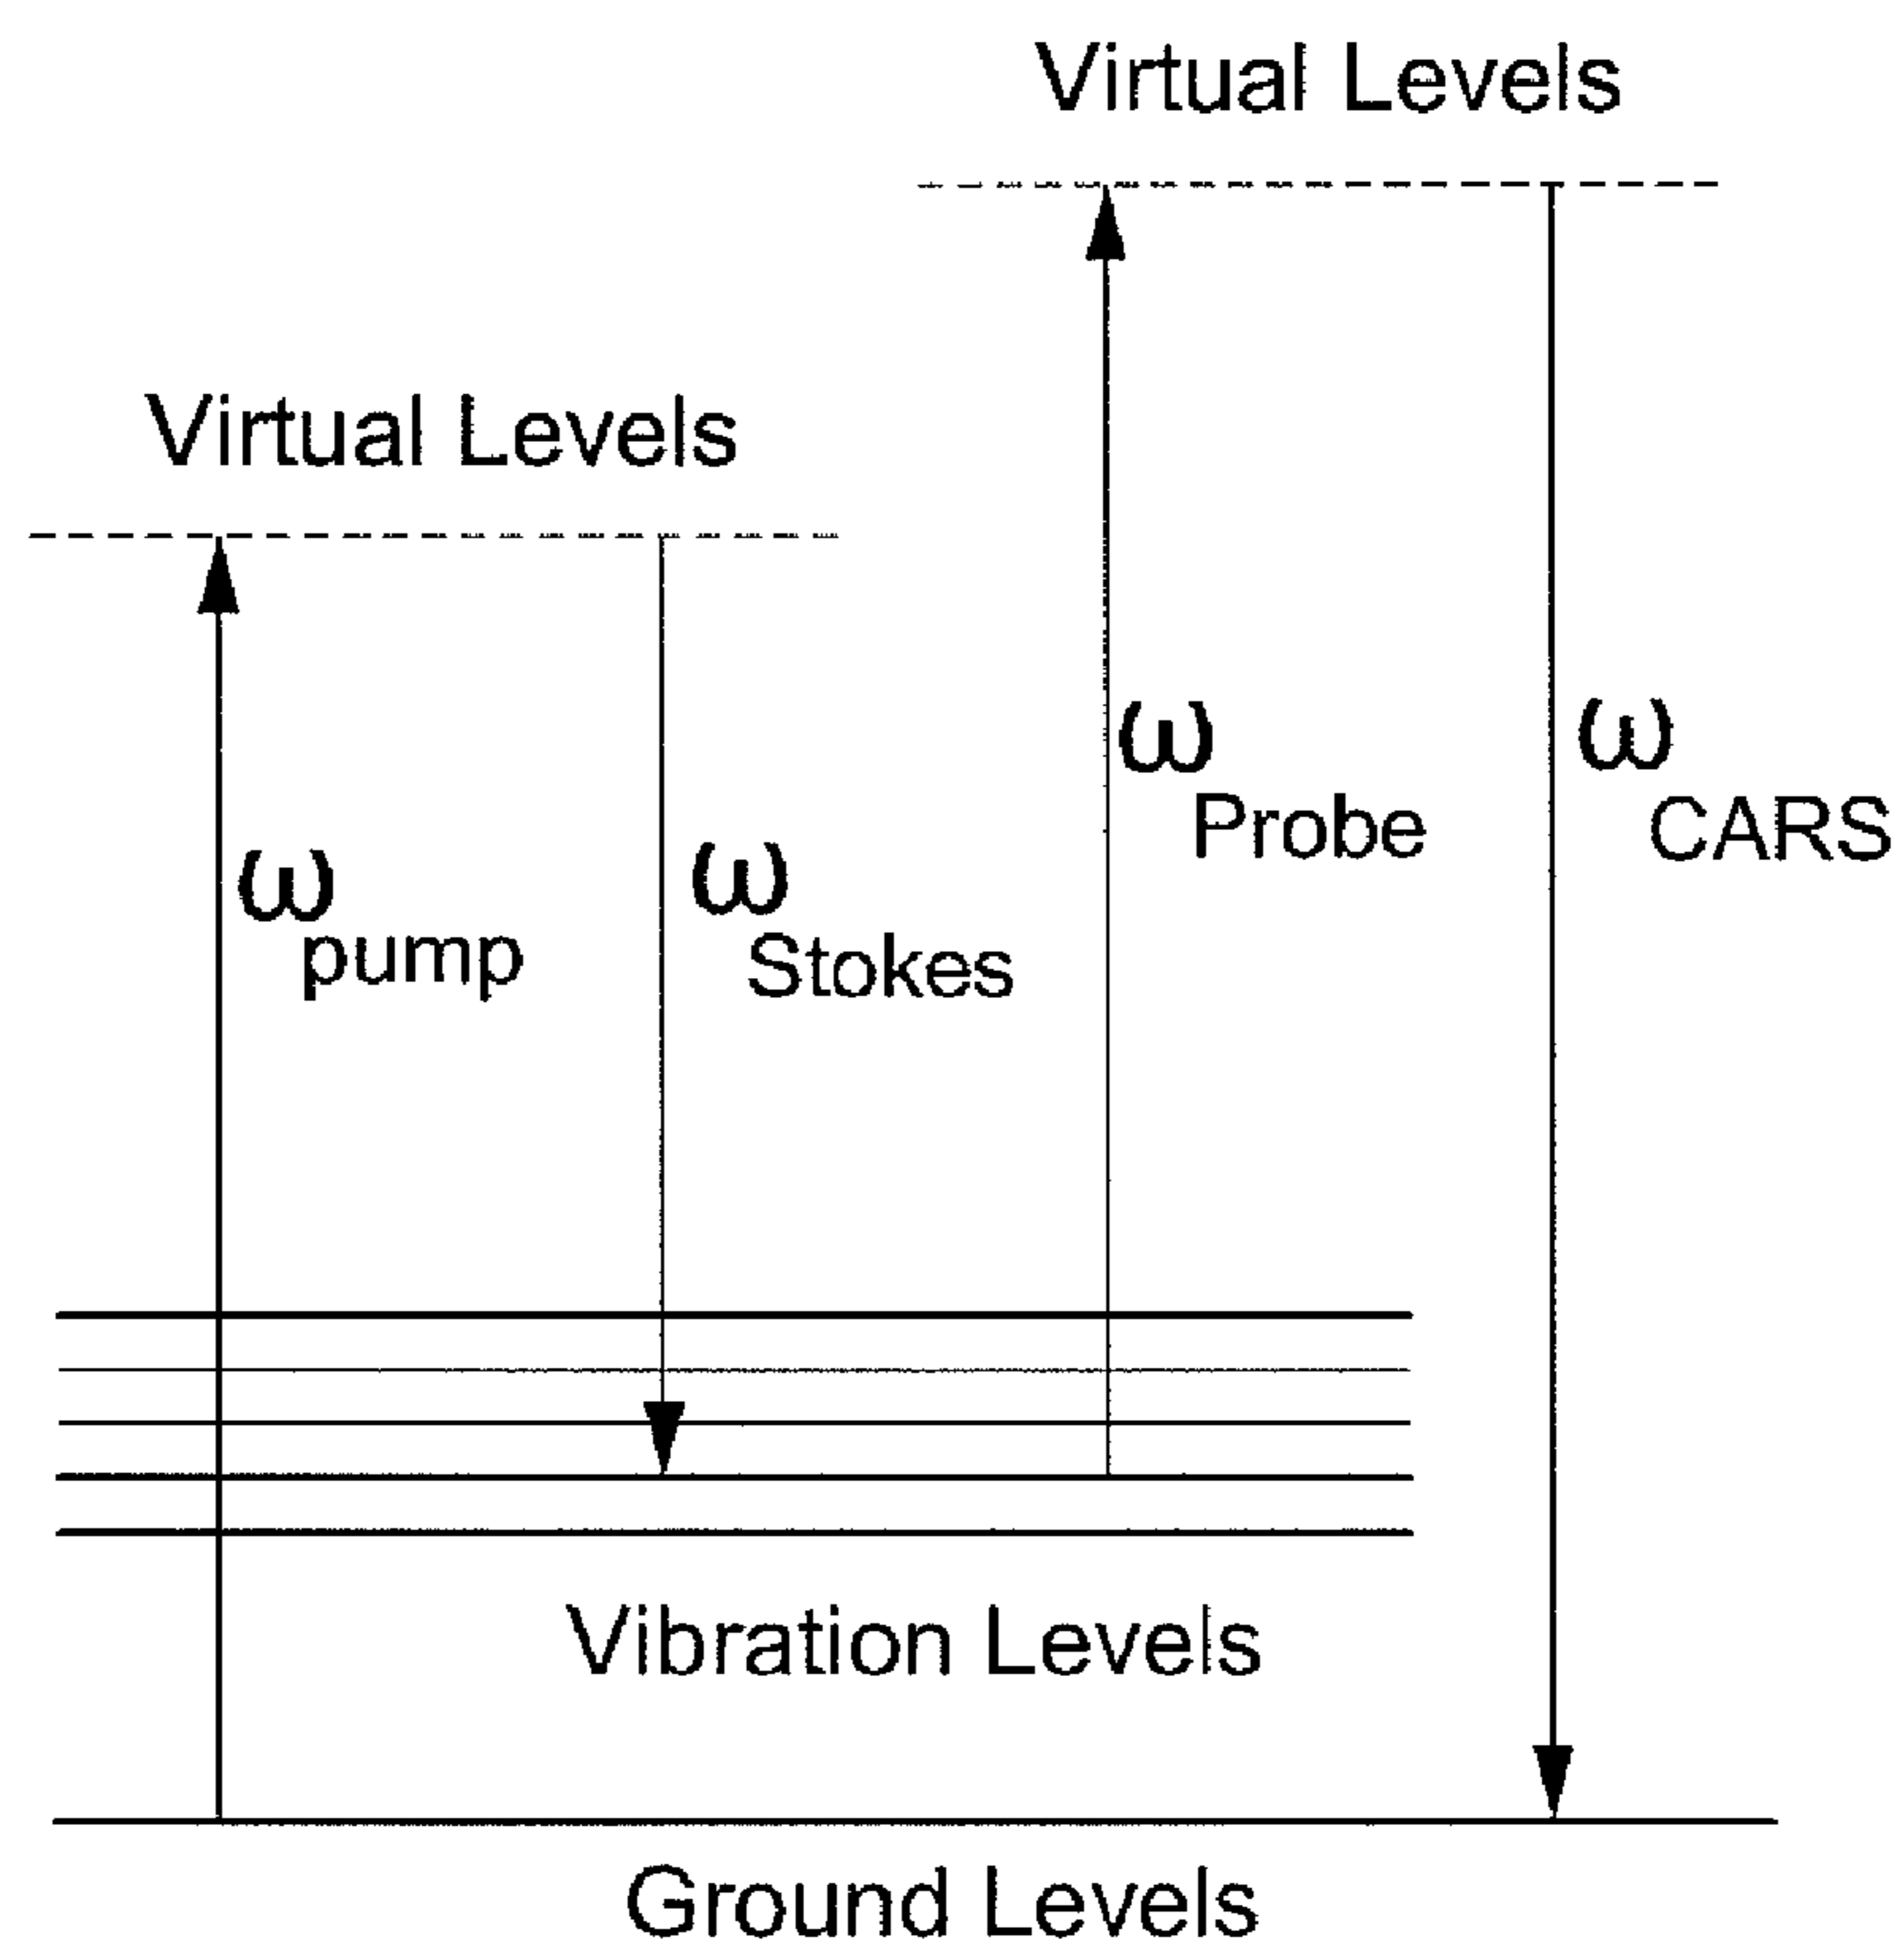 Virtual Levels
Virtual Levels
ω Probe
ω CARS
ω pump
ω Stokes
Vibration Levels
Ground Levels